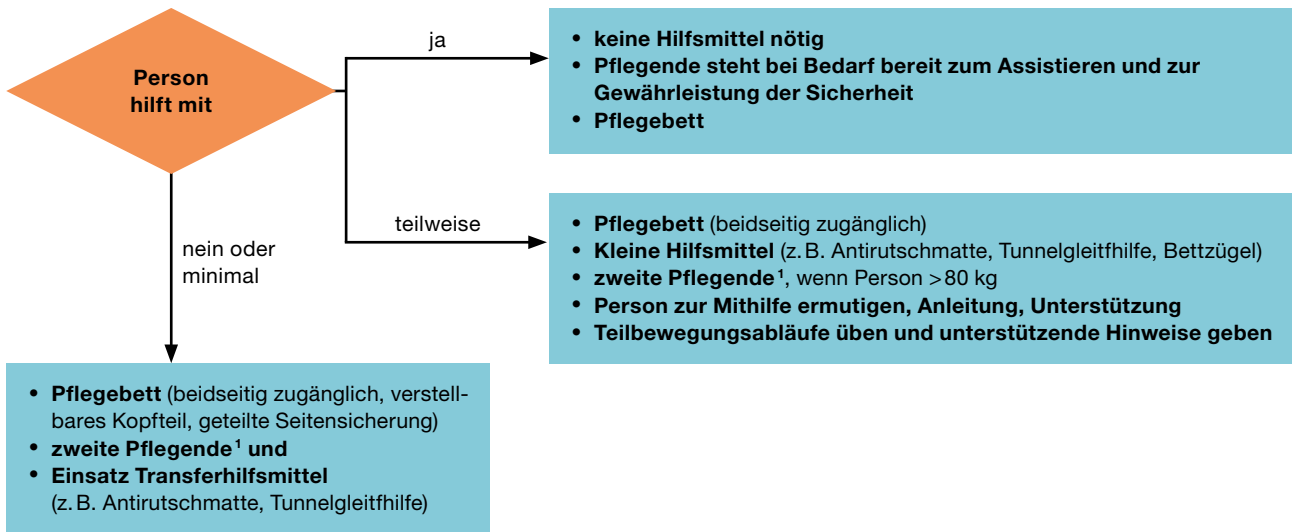 Person
hilft mit
ja
• keine Hilfsmittel nötig
• Pflegende steht bei Bedarf bereit zum Assistieren und zur
Gewährleistung der Sicherheit
• Pflegebett
teilweise
• Pflegebett (beidseitig zugänglich)
• Kleine Hilfsmittel (z. B. Antirutschmatte, Tunnelgleitfhilfe, Bettzügel)
• zweite Pflegende¹, wenn Person >80 kg
• Person zur Mithilfe ermutigen, Anleitung, Unterstützung
• Teilbewegungsabläufe üben und unterstützende Hinweise geben
nein oder
minimal
• Pflegebett (beidseitig zugänglich, verstell-
bares Kopfteil, geteilte Seitensicherung)
• zweite Pflegende¹ und
• Einsatz Transferhilfsmittel
(z. B. Antirutschmatte, Tunnelgleitfhilfe)